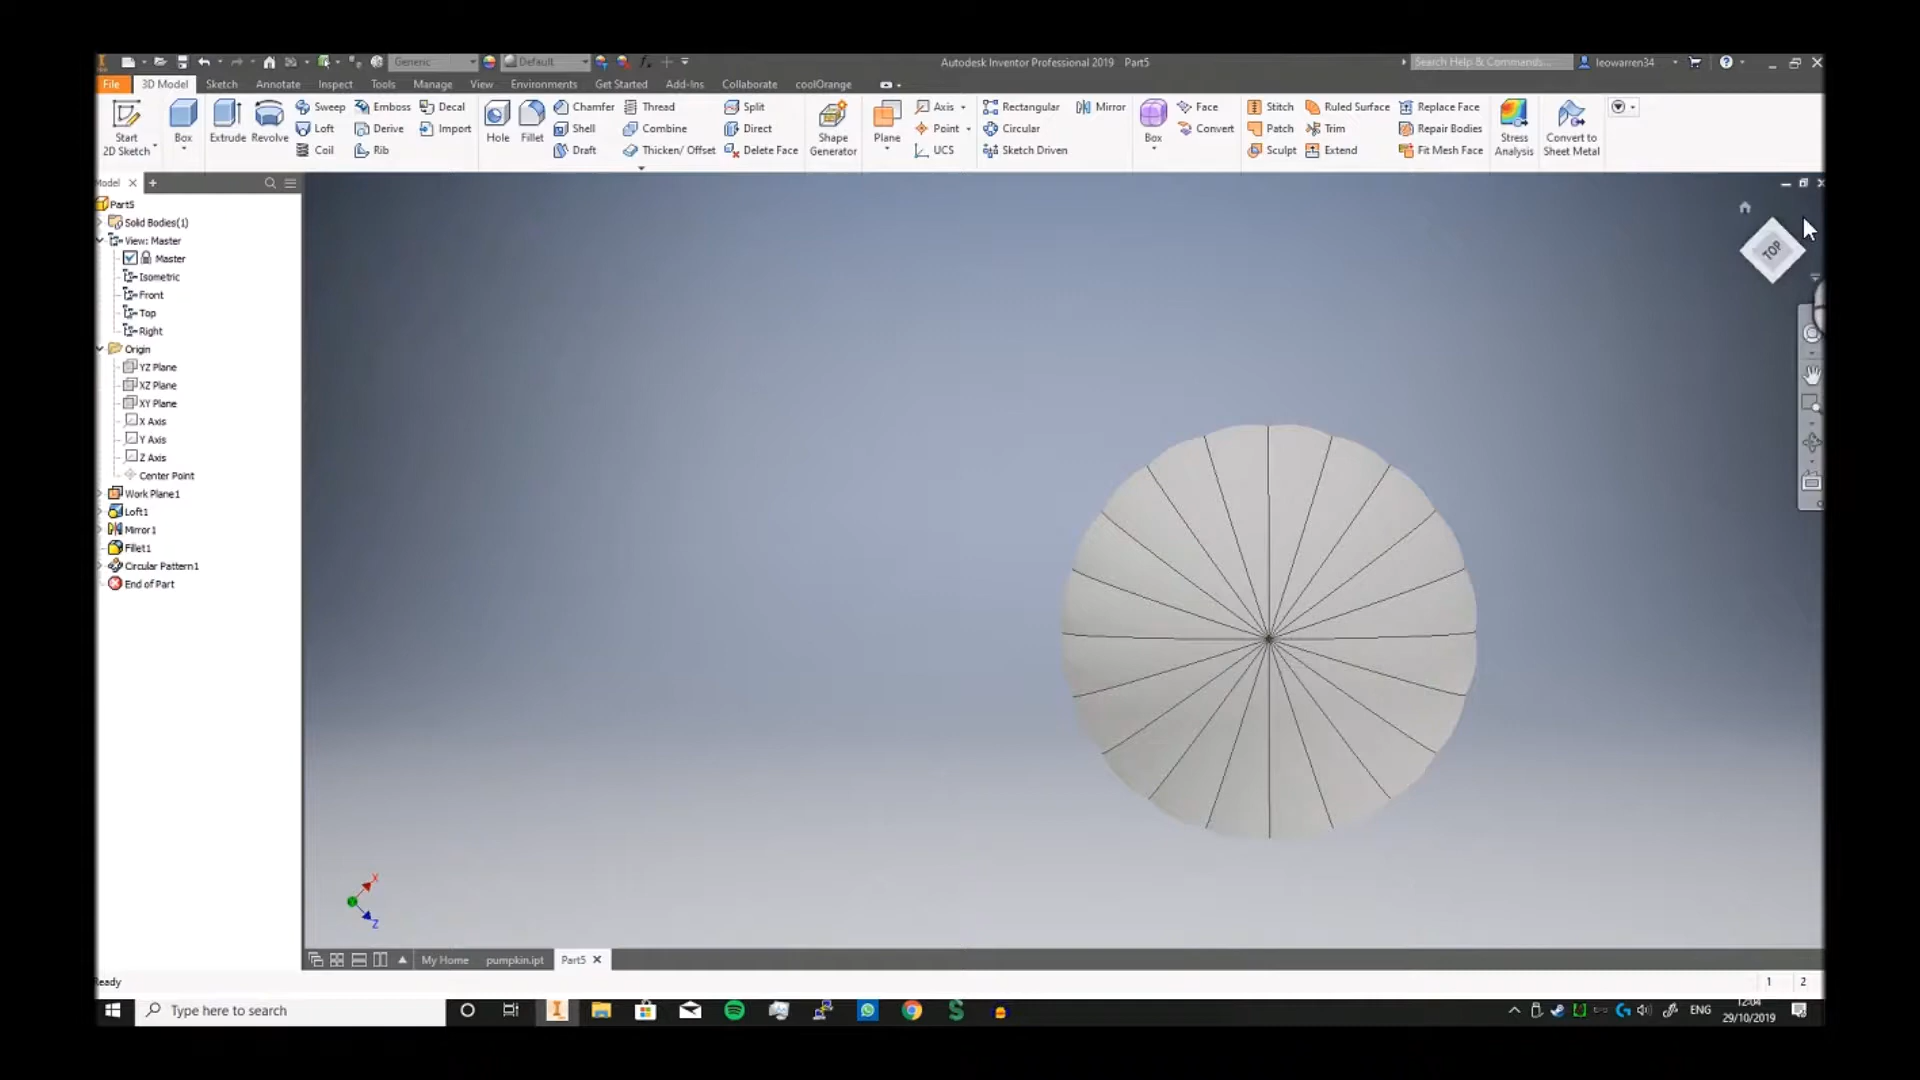 Generic
Default
Autodesk Inventor Professional 2019 Part5
Search Help & Commands...
leowarren34
File 3D Model Sketch Annotate Inspect Tools Manage View Environments Get Started Add-Ins Collaborate coolOrange
Start
2D Sketch
Box
Extrude
Revolve
Sweep
Loft
Coil
Emboss
Derive
Rib
Decal
Import
Hole
Fillet
Chamfer
Shell
Draft
Thread
Combine
Thicken/ Offset
Split
Direct
Delete Face
Shape
Generator
Plane
Axis
Point
UCS
Rectangular
Circular
Sketch Driven
Mirror
Box
Face
Convert
Stitch
Patch
Sculpt
Ruled Surface
Trim
Extend
Replace Face
Repair Bodies
Fit Mesh Face
Stress
Analysis
Convert to
Sheet Metal
Model
Part5
Solid Bodies(1)
View: Master
Master
Isometric
Front
Top
Right
Origin
YZ Plane
XZ Plane
XY Plane
X Axis
Y Axis
Z Axis
Center Point
Work Plane1
Loft1
Mirror1
Fillet1
Circular Pattern1
End of Part
TOP
X
Z
My Home pumpkin.ipt Part5
Ready
1 2
Type here to search
ENG
12:04
29/10/2019